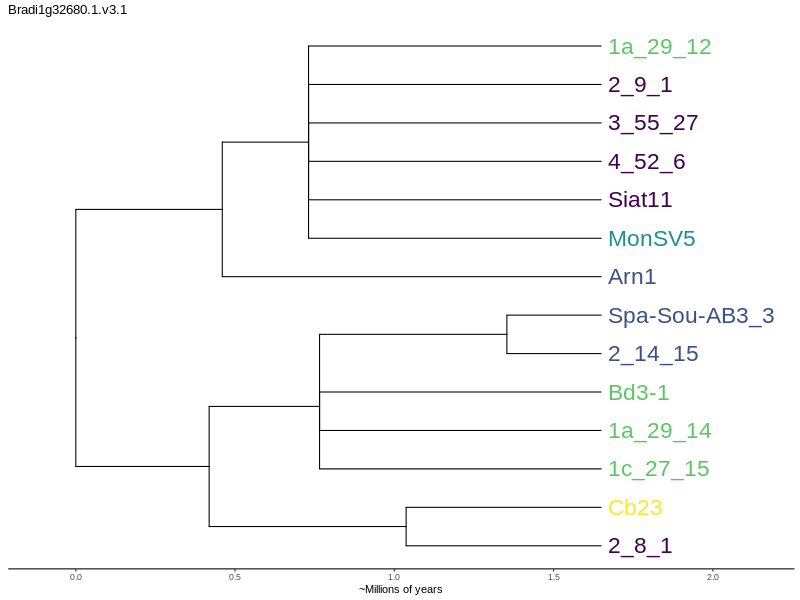 Bradi1g32680.1.v3.1
1a_29_12
2_9_1
3_55_27
4_52_6
Siat11
MonSV5
Arn1
Spa-Sou-AB3_3
2_14_15
Bd3-1
1a_29_14
1c_27_15
Cb23
2_8_1
0.0 0.5 1.0 1.5 2.0
~Millions of years